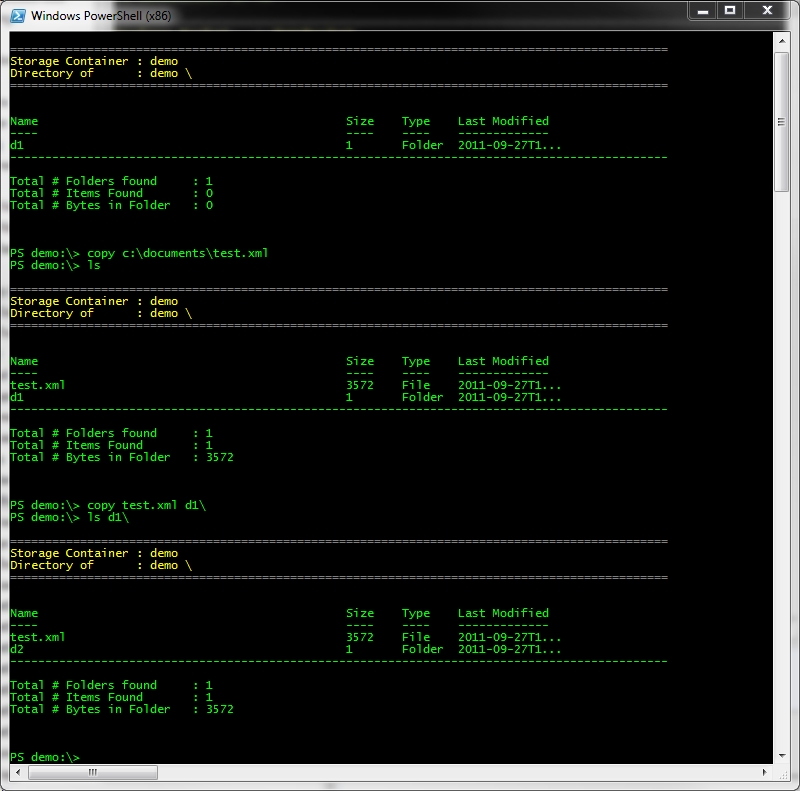 Windows PowerShell (x86)
==============================================================================================
Storage Container : demo
Directory of      : demo \
==============================================================================================
Name                                            Size    Type    Last Modified
----                                            ----    ----    -------------
d1                                              1       Folder  2011-09-27T1...
----------------------------------------------------------------------------------------------
Total # Folders found     : 1
Total # Items Found       : 0
Total # Bytes in Folder   : 0
PS demo:\> copy c:\documents\test.xml
PS demo:\> ls
==============================================================================================
Storage Container : demo
Directory of      : demo \
==============================================================================================
Name                                            Size    Type    Last Modified
----                                            ----    ----    -------------
test.xml                                        3572    File    2011-09-27T1...
d1                                              1       Folder  2011-09-27T1...
----------------------------------------------------------------------------------------------
Total # Folders found     : 1
Total # Items Found       : 1
Total # Bytes in Folder   : 3572
PS demo:\> copy test.xml d1\
PS demo:\> ls d1\
==============================================================================================
Storage Container : demo
Directory of      : demo \
==============================================================================================
Name                                            Size    Type    Last Modified
----                                            ----    ----    -------------
test.xml                                        3572    File    2011-09-27T1...
d2                                              1       Folder  2011-09-27T1...
----------------------------------------------------------------------------------------------
Total # Folders found     : 1
Total # Items Found       : 1
Total # Bytes in Folder   : 3572
PS demo:\>